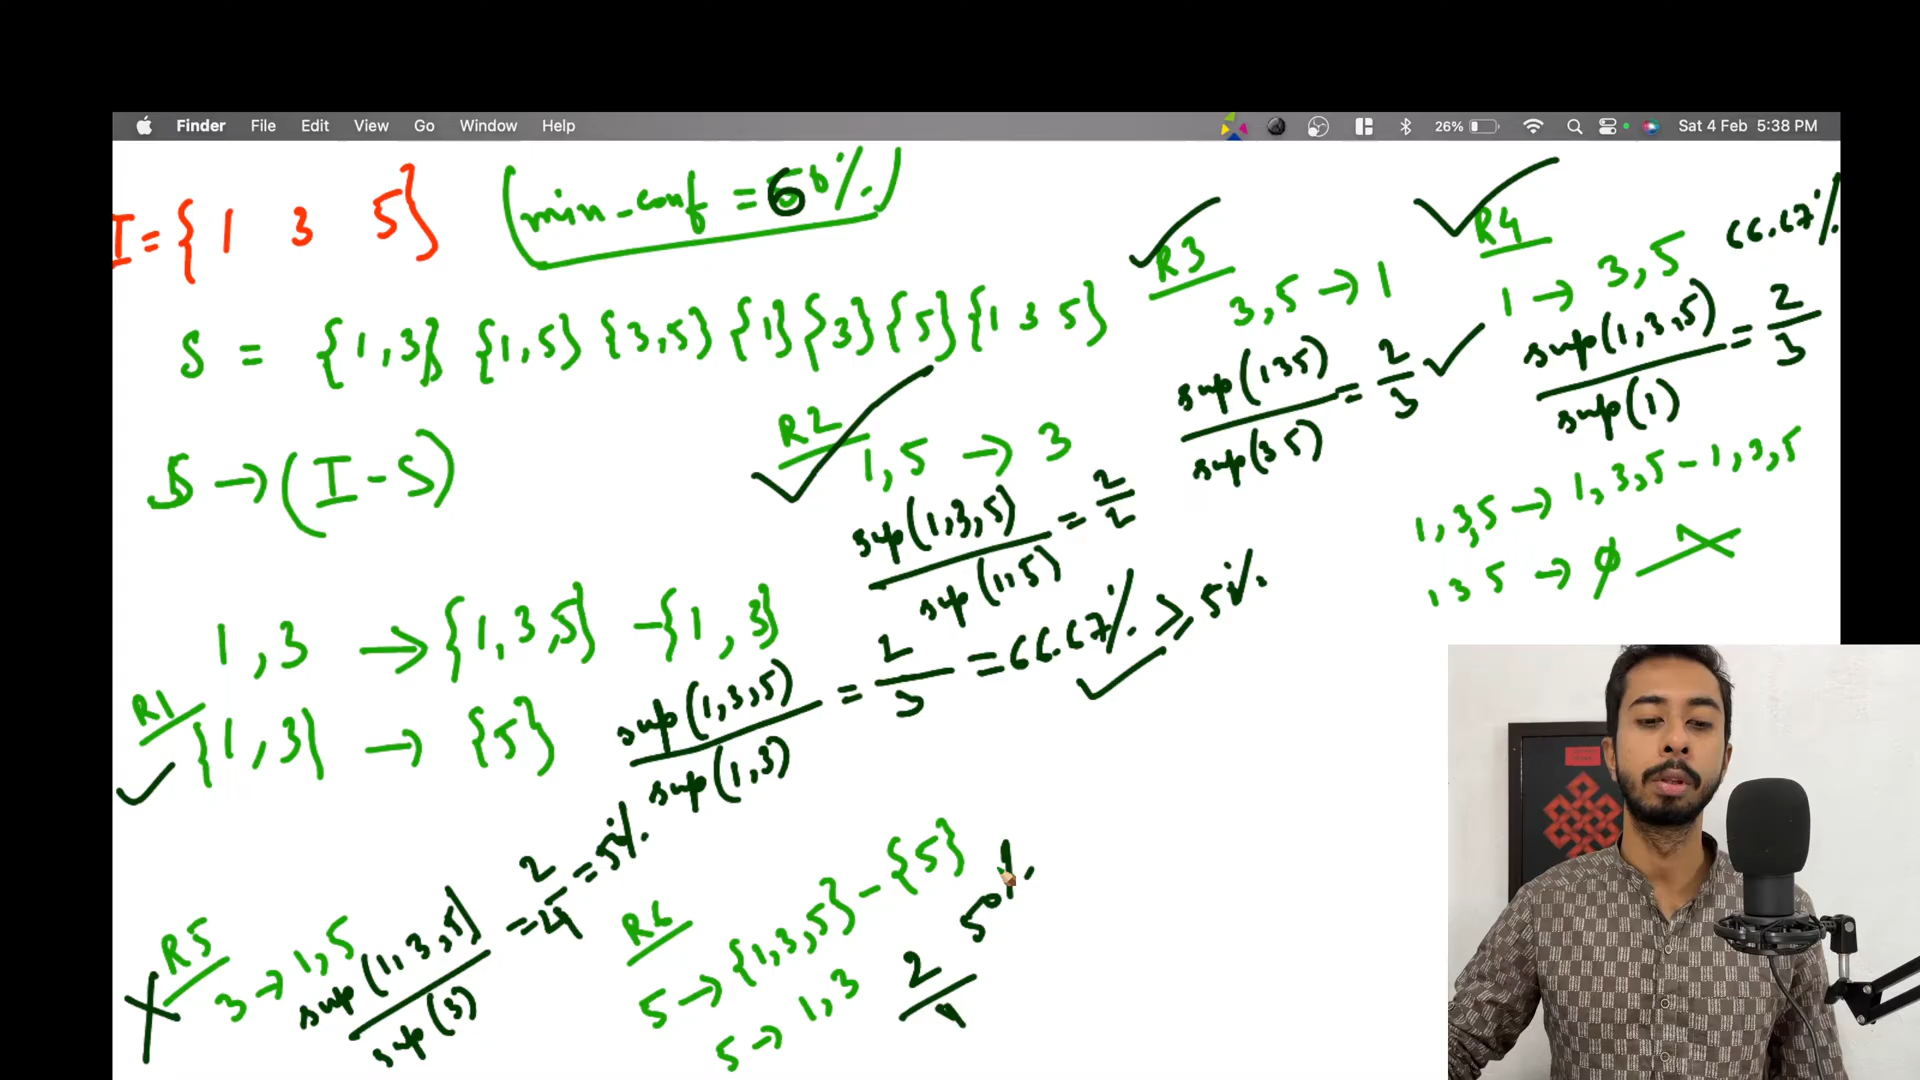 Finder File Edit View Go Window Help 26% Sat 4 Feb 5:38 PM
I = { 1 3 5 }
(min-conf = 60%.)
S = {1,3} {1,5} {3,5} {1} {3} {5} {1 3 5}
S → (I - S)
1,3 → {1,3,5} - {1,3}
R1
{1,3} → {5}
sup(1,3,5) / sup(1,3) = 2/3 = 66.67%. ≥ 50%.
R2
1,5 → 3
sup(1,3,5) / sup(1,5) = 2/2
R3
3,5 → 1
sup(135) / sup(35) = 2/3 ✓
R4
66.67%.
1 → 3,5
sup(1,3,5) / sup(1) = 2/3
1,3,5 → 1,3,5 - 1,3,5
1 3 5 → ϕ
R5
3 → 1,5
sup(1,3,5) / sup(3) = 2/4 = 50%.
R6
5 → {1,3,5} - {5}
5 → 1,3
2/4
50%.